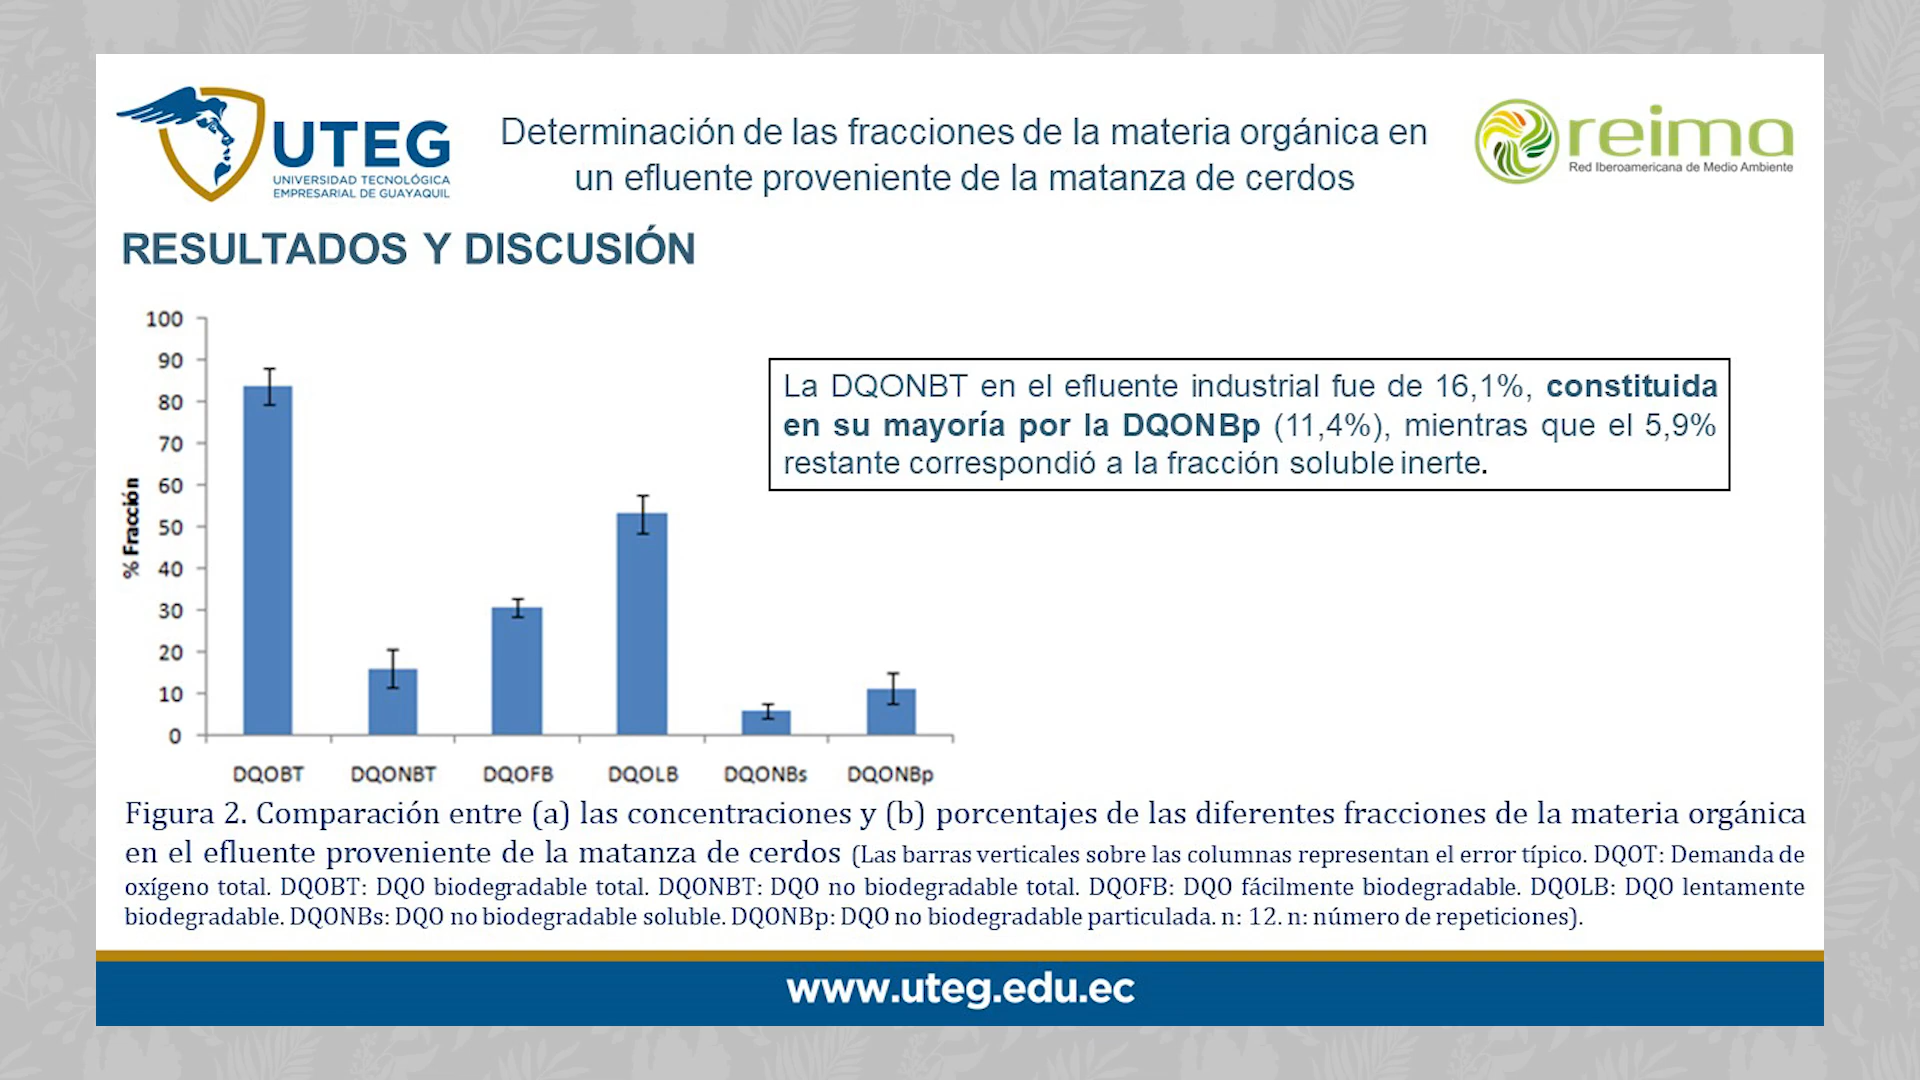 UTEG
UNIVERSIDAD TECNOLÓGICA
EMPRESARIAL DE GUAYAQUIL
Determinación de las fracciones de la materia orgánica en
un efluente proveniente de la matanza de cerdos
reima
Red Iberoamericana de Medio Ambiente
RESULTADOS Y DISCUSIÓN
100
90
80
70
60
50
40
30
20
10
0
% Fracción
DQOBT DQONBT DQOFB DQOLB DQONBs DQONBp
La DQONBT en el efluente industrial fue de 16,1%, constituida
en su mayoría por la DQONBp (11,4%), mientras que el 5,9%
restante correspondió a la fracción soluble inerte.
Figura 2. Comparación entre (a) las concentraciones y (b) porcentajes de las diferentes fracciones de la materia orgánica
en el efluente proveniente de la matanza de cerdos (Las barras verticales sobre las columnas representan el error típico. DQOT: Demanda de
oxígeno total. DQOBT: DQO biodegradable total. DQONBT: DQO no biodegradable total. DQOFB: DQO fácilmente biodegradable. DQOLB: DQO lentamente
biodegradable. DQONBs: DQO no biodegradable soluble. DQONBp: DQO no biodegradable particulada. n: 12. n: número de repeticiones).
www.uteg.edu.ec